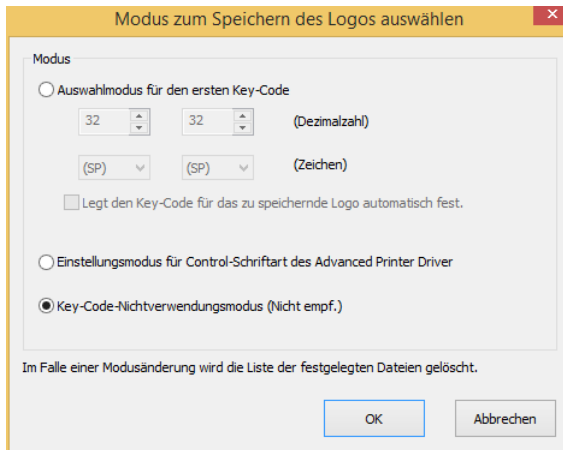 Modus zum Speichern des Logos auswählen
Modus
Auswahlmodus für den ersten Key-Code
32 32 (Dezimalzahl)
(SP) (SP) (Zeichen)
Legt den Key-Code für das zu speichernde Logo automatisch fest.
Einstellungsmodus für Control-Schriftart des Advanced Printer Driver
Key-Code-Nichtverwendungsmodus (Nicht empf.)
Im Falle einer Modusänderung wird die Liste der festgelegten Dateien gelöscht.
OK Abbrechen